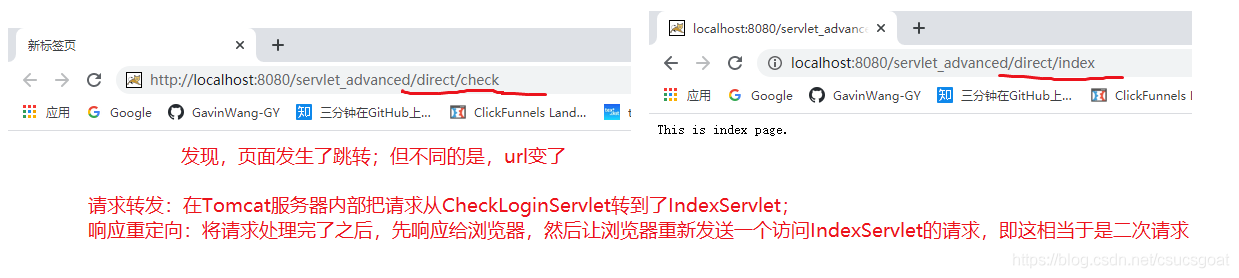 新标签页
http://localhost:8080/servlet_advanced/direct/check
应用 Google GavinWang-GY 知 三分钟在GitHub上... ClickFunnels Land... t
localhost:8080/servlet_advance
localhost:8080/servlet_advanced/direct/index
应用 Google GavinWang-GY 知 三分钟在GitHub上... ClickFunnels Lan
This is index page.
发现，页面发生了跳转；但不同的是，url变了
请求转发：在Tomcat服务器内部把请求从CheckLoginServlet转到了IndexServlet；
响应重定向：将请求处理完了之后，先响应给浏览器，然后让浏览器重新发送一个访问IndexServlet的请求，即这相当于是二次请求
https://blog.csdn.net/csucsgoat